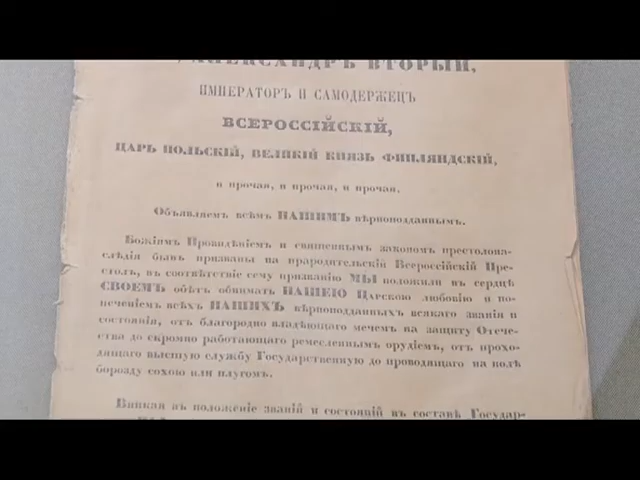 АЛЕКСАНДРЪ ВТОРЫЙ,
ИМПЕРАТОРЪ И САМОДЕРЖЕЦЪ
ВСЕРОССІЙСКІЙ,
ЦАРЬ ПОЛЬСКІЙ, ВЕЛИКІЙ КНЯЗЬ ФИНЛЯНДСКІЙ,
и прочая, и прочая, и прочая.
Объявляемъ всѣмъ НАШИМЪ вѣрноподданнымъ.
Божіимъ Провидѣніемъ и священнымъ закономъ престолона-
слѣдія бывъ призваны на прародительскій Всероссійскій Пре-
столъ, въ соотвѣтствіе сему призванію МЫ положили въ сердцѣ
СВОЕМЪ обѣтъ обнимать НАШЕЮ Царскою любовію и по-
печеніемъ всѣхъ НАШИХЪ вѣрноподданныхъ всякаго званія и
состоянія, отъ благородно владѣющаго мечемъ на защиту Отече-
ства до скромно работающаго ремесленнымъ орудіемъ, отъ прохо-
дящаго высшую службу Государственную до проводящаго на полѣ
борозду сохою или плугомъ.
Вникая въ положеніе званій и состояній въ составѣ Государ-